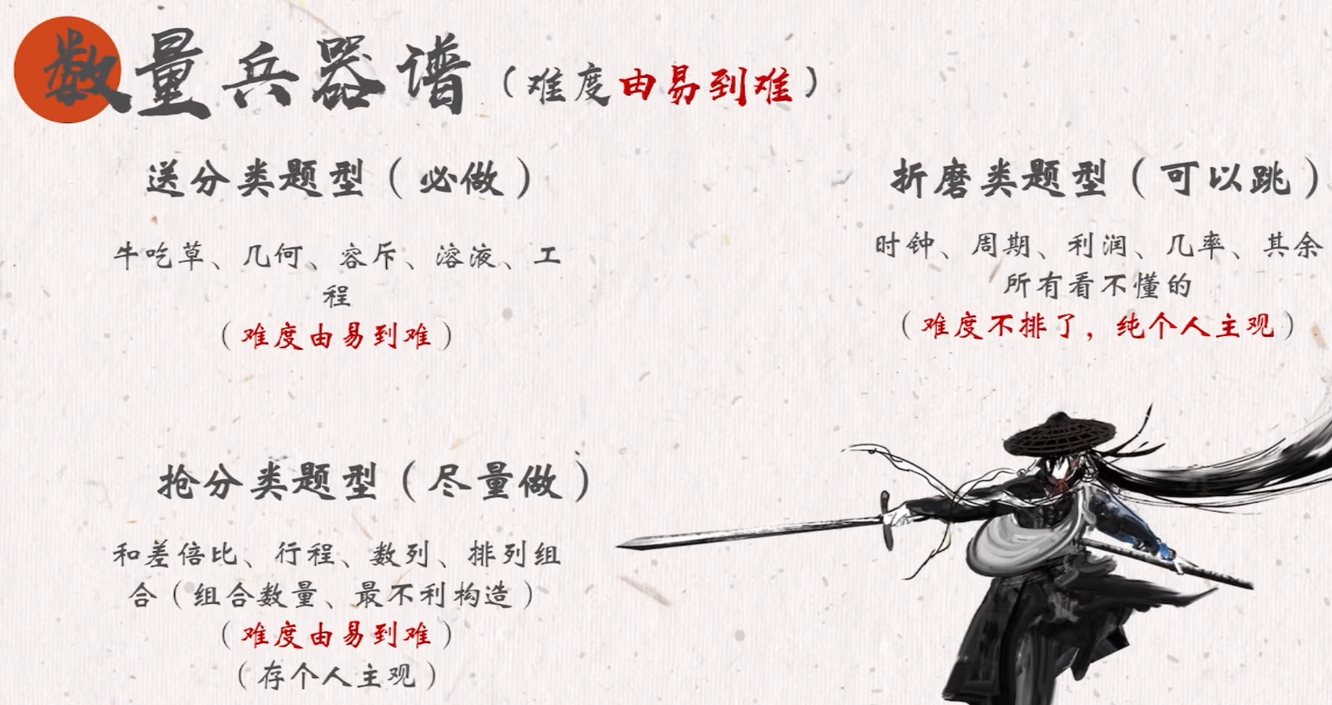 数量兵器谱（难度由易到难）
送分类题型（必做）
牛吃草、几何、容斥、溶液、工
程
（难度由易到难）
折磨类题型（可以跳）
时钟、周期、利润、几率、其余
所有看不懂的
（难度不排了，纯个人主观）
抢分类题型（尽量做）
和差倍比、行程、数列、排列组
合（组合数量、最不利构造）
（难度由易到难）
（存个人主观）